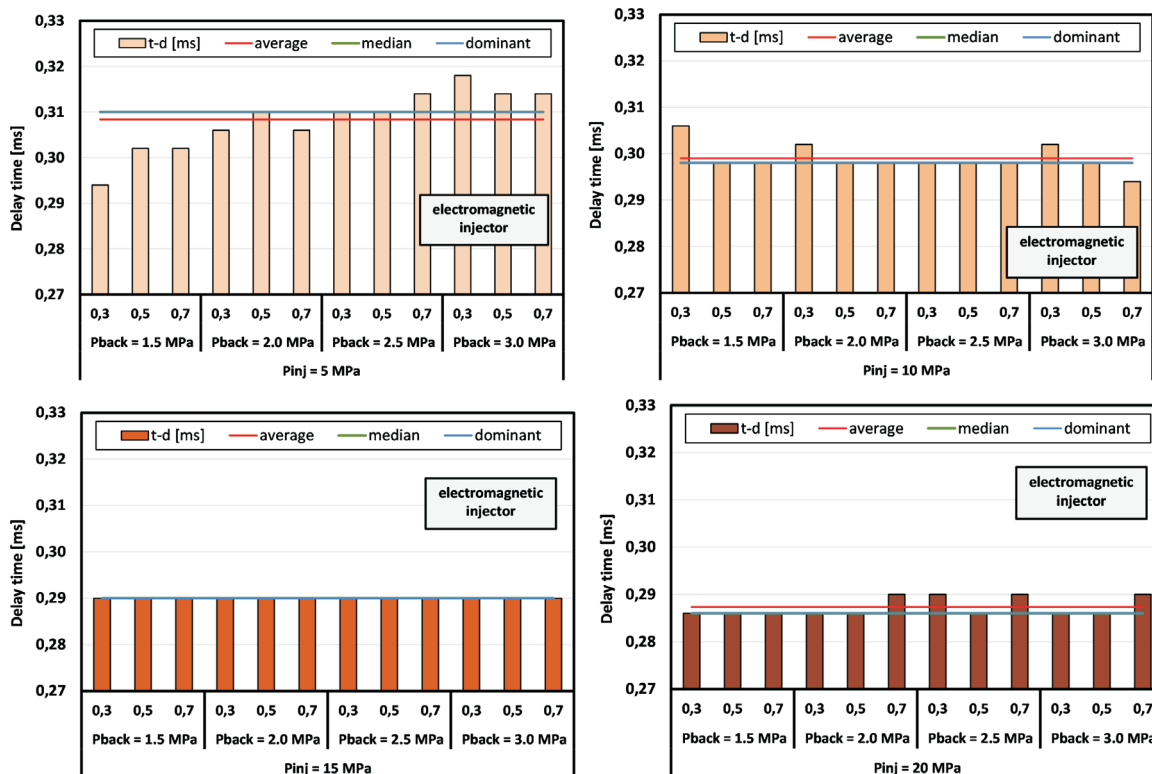 0,33
t-d [ms] average median dominant
0,32
0,31
0,30
0,29
0,28
0,27
Delay time [ms]
electromagnetic
injector
0,3 0,5 0,7 0,3 0,5 0,7 0,3 0,5 0,7 0,3 0,5 0,7
Pback = 1.5 MPa Pback = 2.0 MPa Pback = 2.5 MPa Pback = 3.0 MPa
Pinj = 5 MPa
0,33
t-d [ms] average median dominant
0,32
0,31
0,30
0,29
0,28
0,27
Delay time [ms]
electromagnetic
injector
0,3 0,5 0,7 0,3 0,5 0,7 0,3 0,5 0,7 0,3 0,5 0,7
Pback = 1.5 MPa Pback = 2.0 MPa Pback = 2.5 MPa Pback = 3.0 MPa
Pinj = 10 MPa
0,33
t-d [ms] average median dominant
0,32
0,31
0,30
0,29
0,28
0,27
Delay time [ms]
electromagnetic
injector
0,3 0,5 0,7 0,3 0,5 0,7 0,3 0,5 0,7 0,3 0,5 0,7
Pback = 1.5 MPa Pback = 2.0 MPa Pback = 2.5 MPa Pback = 3.0 MPa
Pinj = 15 MPa
0,33
t-d [ms] average median dominant
0,32
0,31
0,30
0,29
0,28
0,27
Delay time [ms]
electromagnetic
injector
0,3 0,5 0,7 0,3 0,5 0,7 0,3 0,5 0,7 0,3 0,5 0,7
Pback = 1.5 MPa Pback = 2.0 MPa Pback = 2.5 MPa Pback = 3.0 MPa
Pinj = 20 MPa